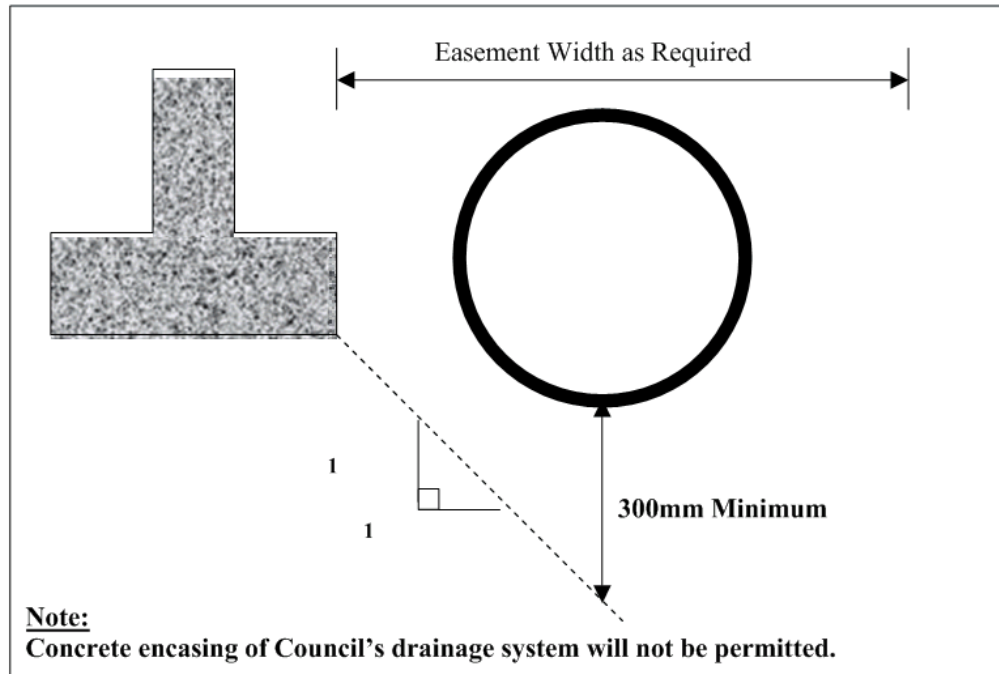 Easement Width as Required
1
300mm Minimum
1
Note:
Concrete encasing of Council's drainage system will not be permitted.